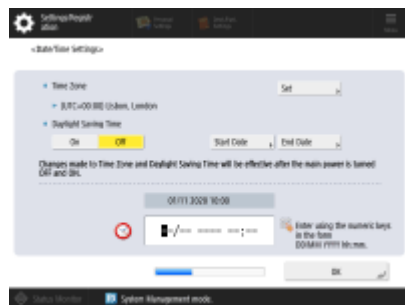 Settings/Registr
ation
<Date/Time Settings>
Time Zone
Set
(UTC+00:00) Lisbon, London
Daylight Saving Time
On
Off
Start Date
End Date
Changes made to Time Zone and Daylight Saving Time will be effective after the main power is turned
OFF and ON.
01/11 2020 10:00
--/-- ---- --:--
Enter using the numeric keys
in the form
DD/MM YYYY hh:mm.
OK
Status Monitor
System Management mode.